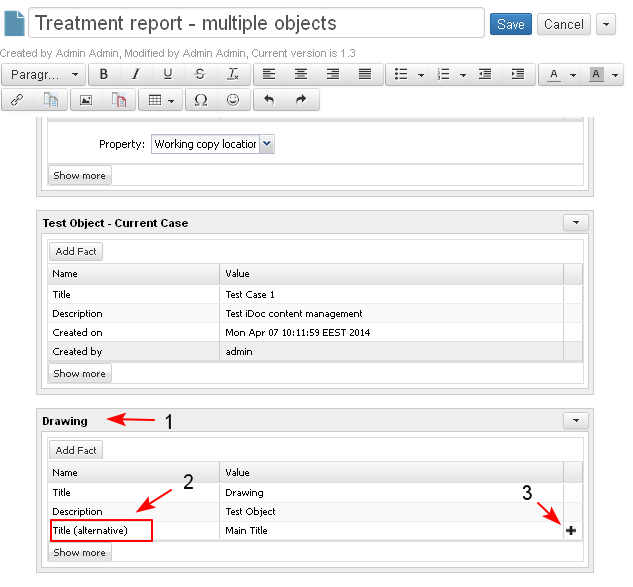 Treatment report - multiple objects Save Cancel
Created by Admin Admin, Modified by Admin Admin, Current version is 1.3
Paragr... B I U S Ix A A
Ω
Property: Working copy location
Show more
Test Object - Current Case
Add Fact
Name Value
Title Test Case 1
Description Test iDoc content management
Created on Mon Apr 07 10:11:59 EEST 2014
Created by admin
Show more
Drawing 1
Add Fact
Name Value 2 3
Title Drawing
Description Test Object
Title (alternative) Main Title
Show more